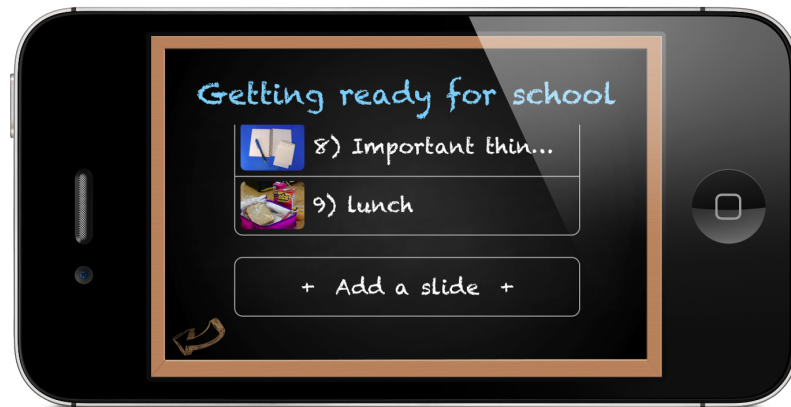 Getting ready for school
8) Important thin...
9) lunch
+ Add a slide +